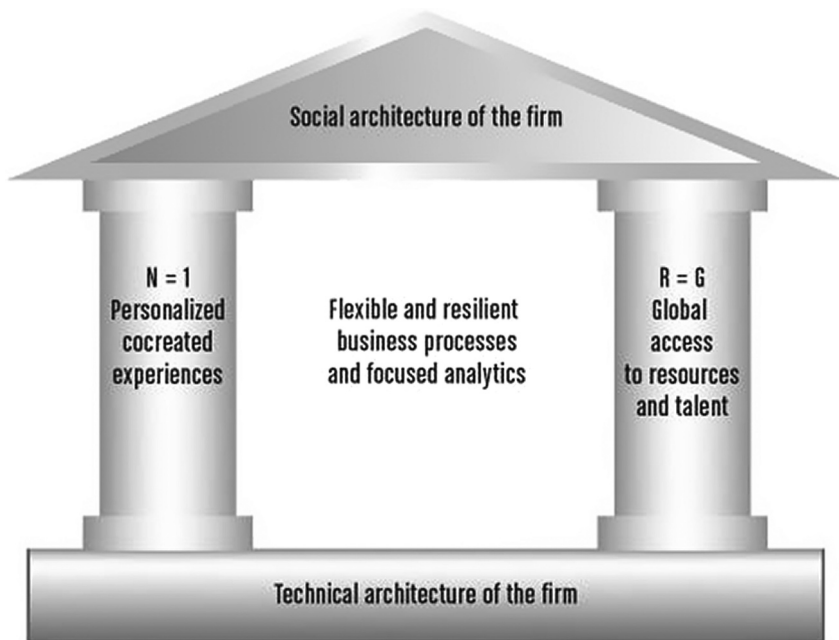 Social architecture of the firm
N = 1
Personalized
cocreated
experiences
Flexible and resilient
business processes
and focused analytics
R = G
Global
access
to resources
and talent
Technical architecture of the firm